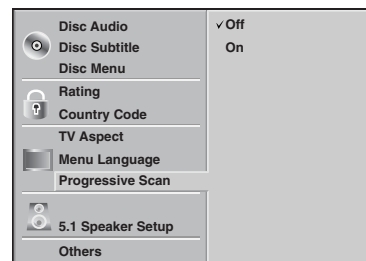 Disc Audio
Disc Subtitle
Disc Menu
Rating
Country Code
TV Aspect
Menu Language
Progressive Scan
5.1 Speaker Setup
Others
✓ Off
On